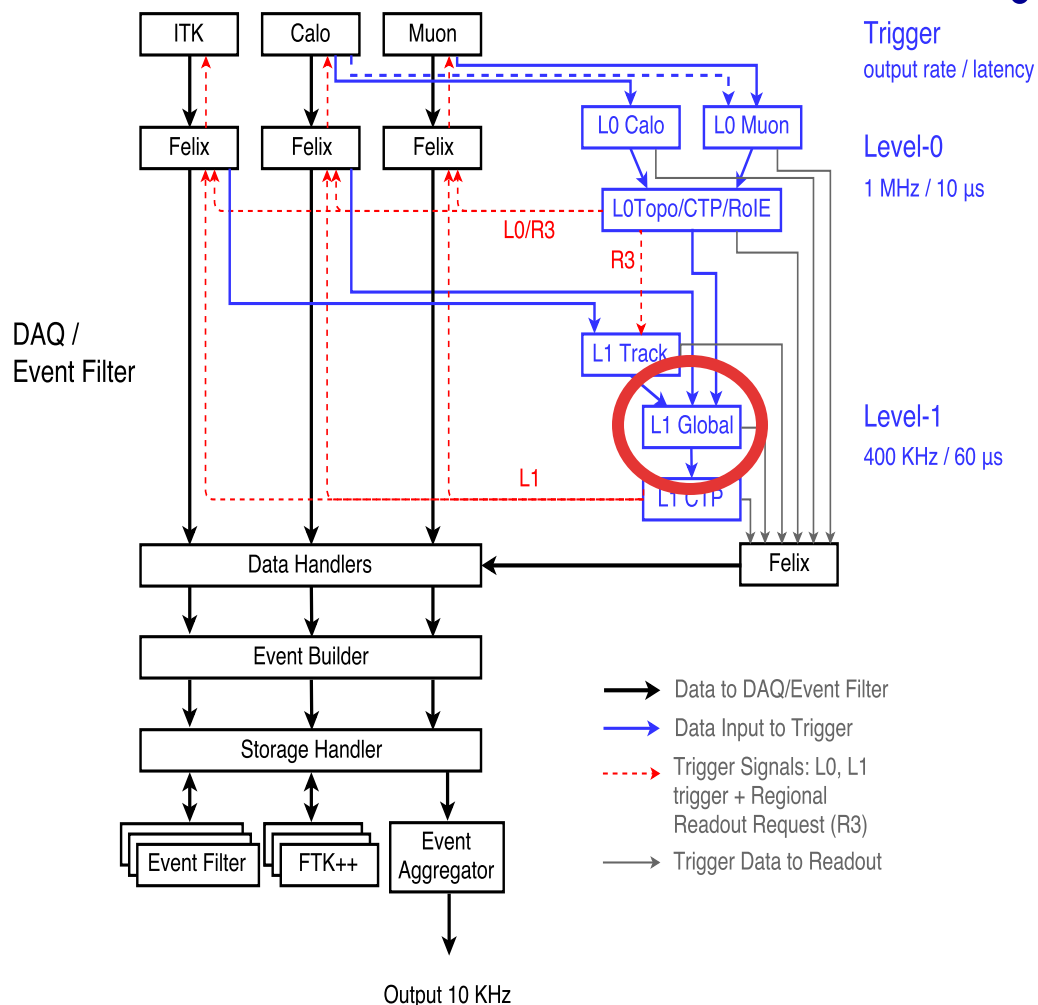 ITK
Calo
Muon
Trigger
output rate / latency
L0 Calo
L0 Muon
Felix
Felix
Felix
Level-0
1 MHz / 10 µs
L0Topo/CTP/RoIE
L0/R3
R3
DAQ /
Event Filter
L1 Track
L1 Global
Level-1
400 KHz / 60 µs
L1
L1 CTP
Data Handlers
Felix
Event Builder
Data to DAQ/Event Filter
Data Input to Trigger
Storage Handler
Trigger Signals: L0, L1
trigger + Regional
Readout Request (R3)
Event Filter
FTK++
Event
Aggregator
Trigger Data to Readout
Output 10 KHz